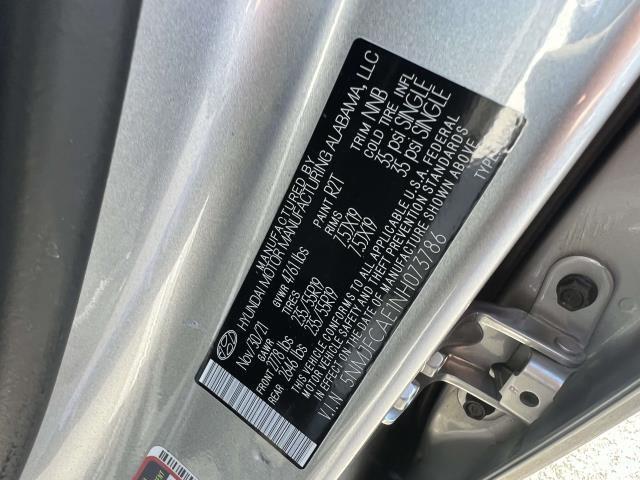 MANUFACTURED BY
HYUNDAI MOTOR MANUFACTURING ALABAMA, LLC
Nov/30/21 GVWR 4761lbs PAINT R2T TRIM NNB
GAWR TIRES RIMS COLD TIRE INFL.
FRONT 2778 lbs 235/55R19 7.5JX19 35 psi SINGLE
REAR 2646 lbs 235/55R19 7.5JX19 35 psi SINGLE
THIS VEHICLE CONFORMS TO ALL APPLICABLE U.S.A. FEDERAL
MOTOR VEHICLE SAFETY AND THEFT PREVENTION STANDARDS IN
EFFECT ON THE DATE OF MANUFACTURE SHOWN ABOVE
V.I.N TYPE